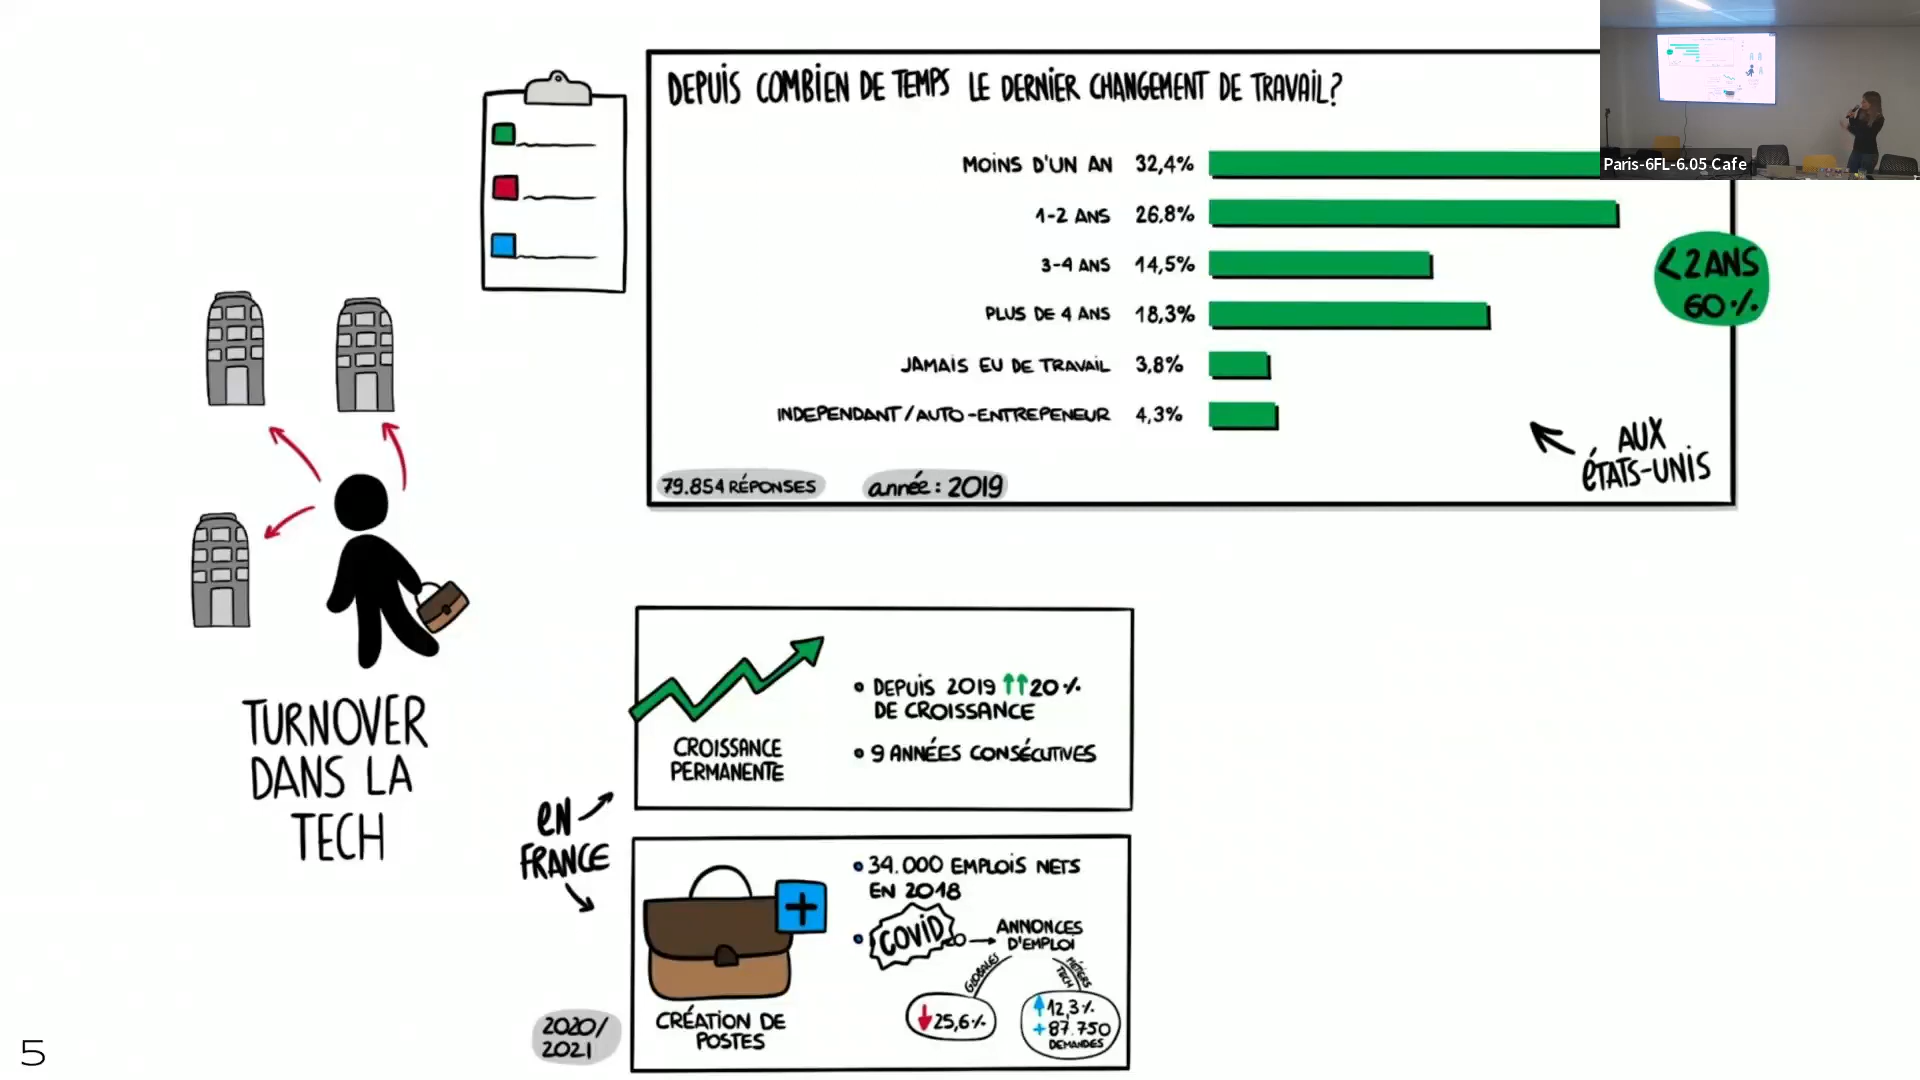 DEPUIS COMBIEN DE TEMPS LE DERNIER CHANGEMENT DE TRAVAIL?
MOINS D'UN AN 32,4%
1-2 ANS 26,8%
3-4 ANS 14,5%
PLUS DE 4 ANS 18,3%
JAMAIS EU DE TRAVAIL 3,8%
INDEPENDANT/AUTO-ENTREPENEUR 4,3%
<2 ANS
60%
AUX
ÉTATS-UNIS
79.854 RÉPONSES année: 2019
Paris-6FL-6.05 Cafe
TURNOVER
DANS LA
TECH
EN
FRANCE
CROISSANCE
PERMANENTE
DEPUIS 2019 20%
DE CROISSANCE
9 ANNÉES CONSÉCUTIVES
34.000 EMPLOIS NETS
EN 2018
COVID
ANNONCES
D'EMPLOI
GLOBALES
MÉTIERS
TECH
25,6%
12,3%
+87.750
DEMANDES
CRÉATION DE
POSTES
2020/
2021
5